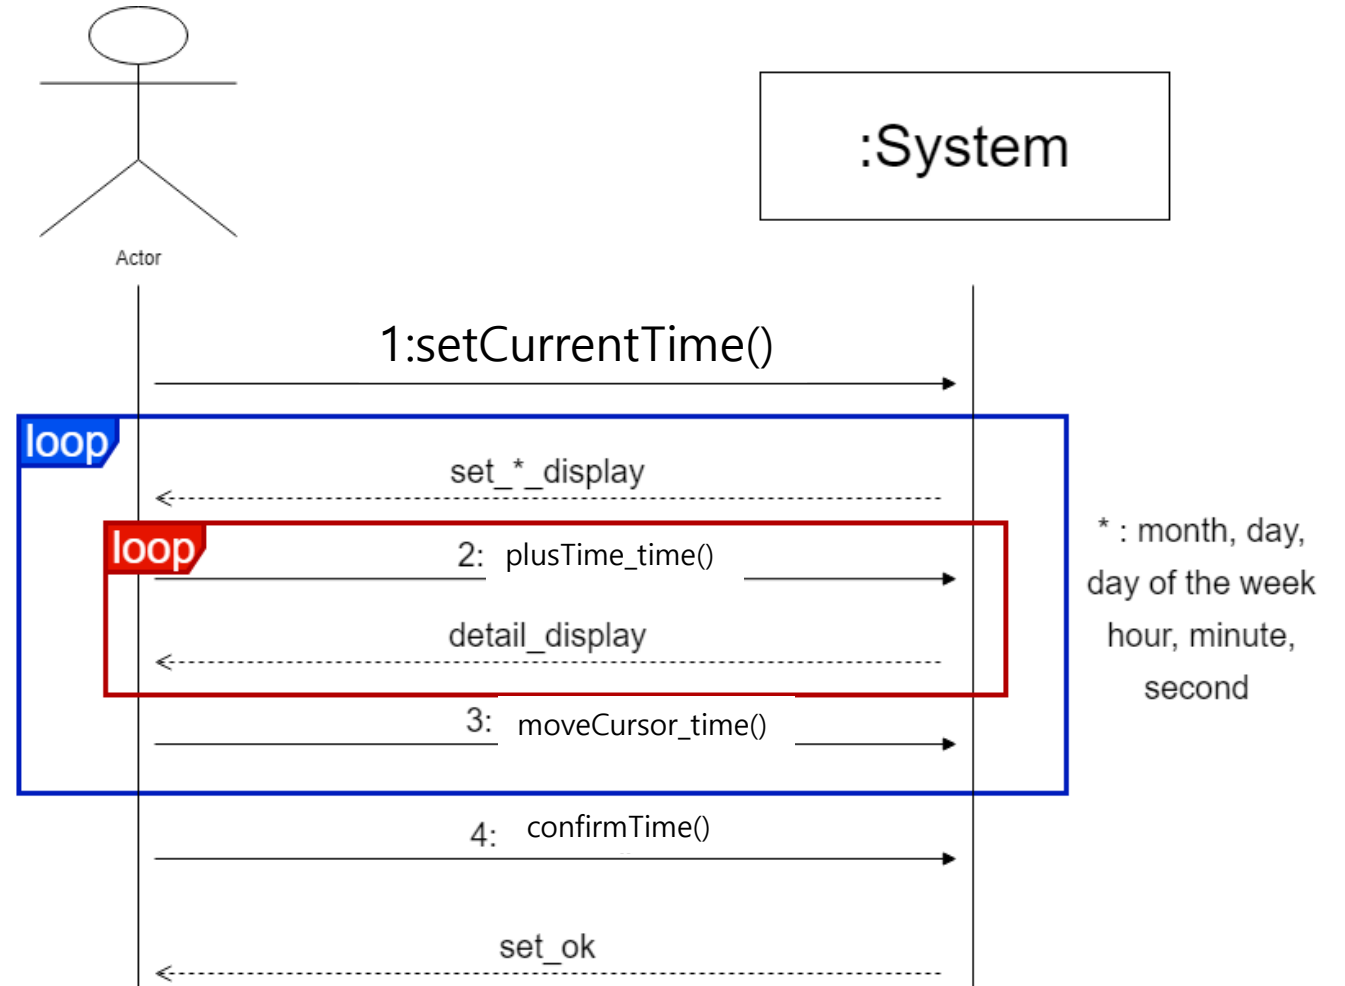 :System
Actor
1:setCurrentTime()
loop
set_*_display
loop
2: plusTime_time()
detail_display
3: moveCursor_time()
4: confirmTime()
set_ok
* : month, day,
day of the week
hour, minute,
second